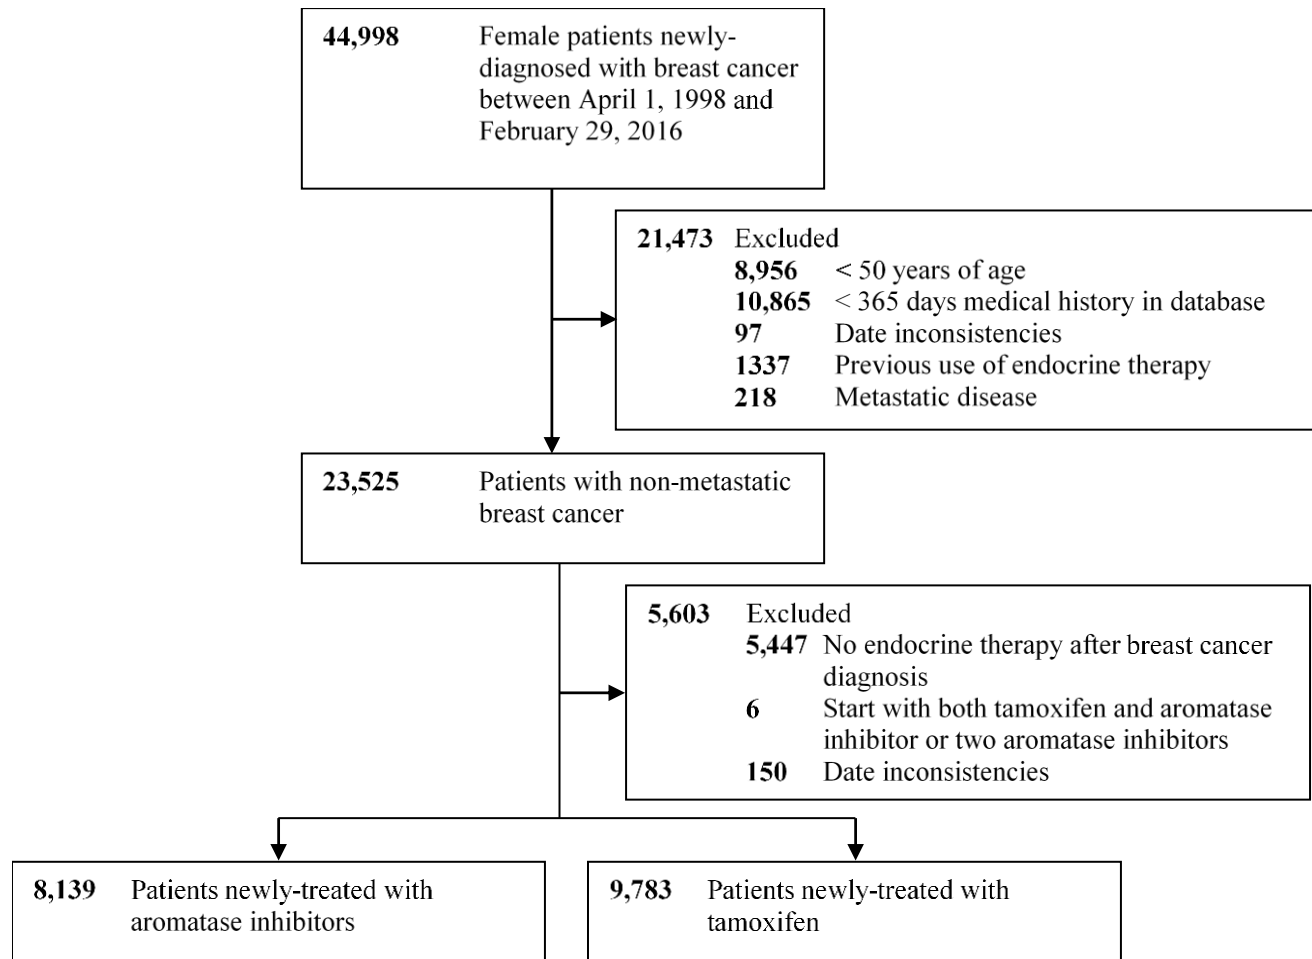 44,998 Female patients newly-
diagnosed with breast cancer
between April 1, 1998 and
February 29, 2016
21,473 Excluded
8,956 < 50 years of age
10,865 < 365 days medical history in database
97 Date inconsistencies
1337 Previous use of endocrine therapy
218 Metastatic disease
23,525 Patients with non-metastatic
breast cancer
5,603 Excluded
5,447 No endocrine therapy after breast cancer
diagnosis
6 Start with both tamoxifen and aromatase
inhibitor or two aromatase inhibitors
150 Date inconsistencies
8,139 Patients newly-treated with
aromatase inhibitors
9,783 Patients newly-treated with
tamoxifen